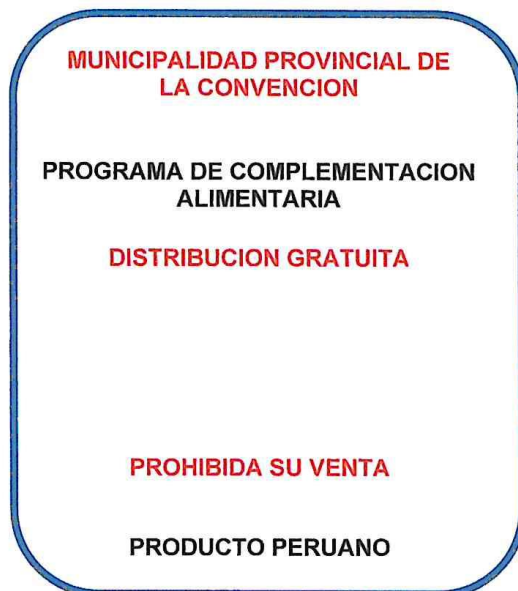 MUNICIPALIDAD PROVINCIAL DE
LA CONVENCION
PROGRAMA DE COMPLEMENTACION
ALIMENTARIA
DISTRIBUCION GRATUITA
PROHIBIDA SU VENTA
PRODUCTO PERUANO